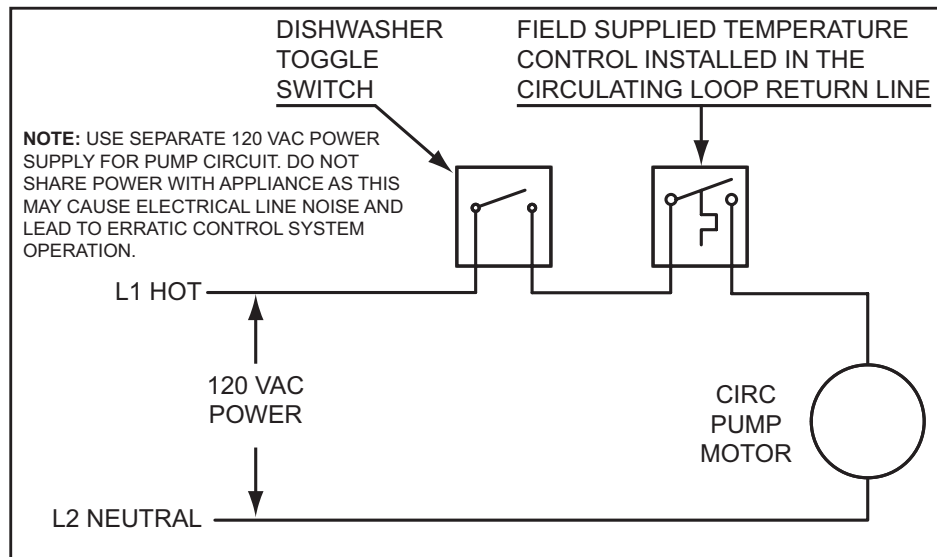 DISHWASHER
TOGGLE
SWITCH
FIELD SUPPLIED TEMPERATURE
CONTROL INSTALLED IN THE
CIRCULATING LOOP RETURN LINE
NOTE: USE SEPARATE 120 VAC POWER
SUPPLY FOR PUMP CIRCUIT. DO NOT
SHARE POWER WITH APPLIANCE AS THIS
MAY CAUSE ELECTRICAL LINE NOISE AND
LEAD TO ERRATIC CONTROL SYSTEM
OPERATION.
L1 HOT
120 VAC
POWER
CIRC
PUMP
MOTOR
L2 NEUTRAL